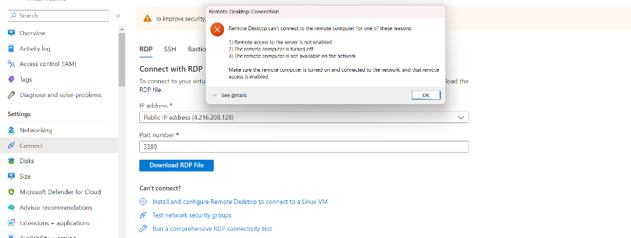 Search
Overview
Activity log
Access control (IAM)
Tags
Diagnose and solve problems
Settings
Networking
Connect
Disks
Size
Microsoft Defender for Cloud
Advisor recommendations
Extensions + applications
To improve security,
RDP SSH Bastio
Connect with RDP
To connect to your virtu
load the
RDP file.
IP address *
Public IP address (4.216.208.128)
Port number *
3389
Download RDP File
Can't connect?
Install and configure Remote Desktop to connect to a Linux VM
Test network security groups
Run a comprehensive RDP connectivity test
Remote Desktop Connection
Remote Desktop can't connect to the remote computer for one of these reasons:
1) Remote access to the server is not enabled
2) The remote computer is turned off
3) The remote computer is not available on the network
Make sure the remote computer is turned on and connected to the network, and that remote
access is enabled.
See details
OK